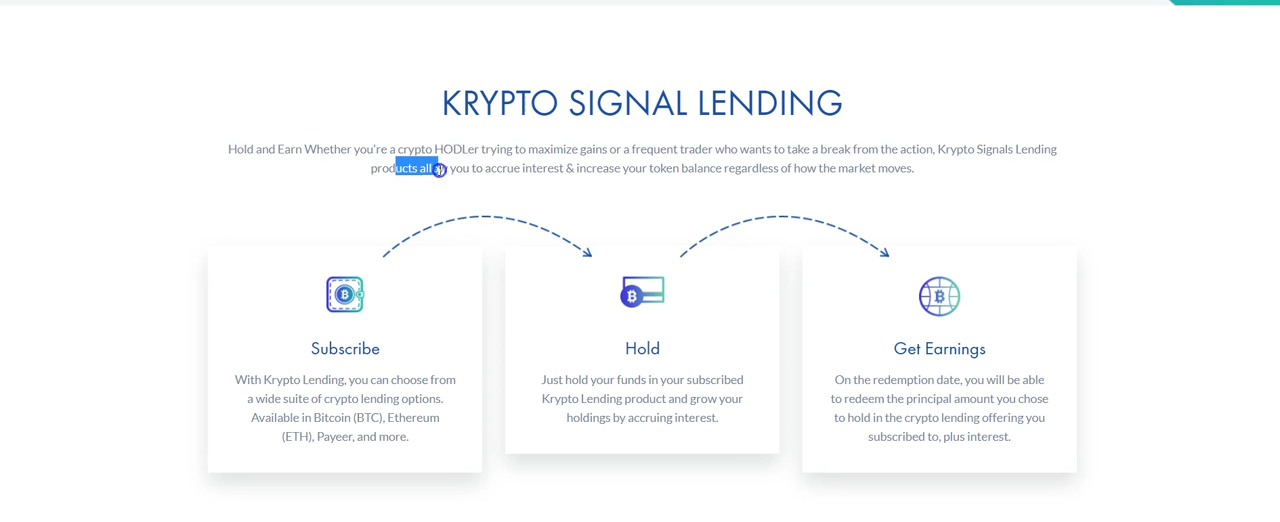 KRYPTO SIGNAL LENDING
Hold and Earn Whether you're a crypto HODLer trying to maximize gains or a frequent trader who wants to take a break from the action, Krypto Signals Lending
products all you to accrue interest & increase your token balance regardless of how the market moves.
Subscribe
With Krypto Lending, you can choose from
a wide suite of crypto lending options.
Available in Bitcoin (BTC), Ethereum
(ETH), Payeer, and more.
Hold
Just hold your funds in your subscribed
Krypto Lending product and grow your
holdings by accruing interest.
Get Earnings
On the redemption date, you will be able
to redeem the principal amount you chose
to hold in the crypto lending offering you
subscribed to, plus interest.